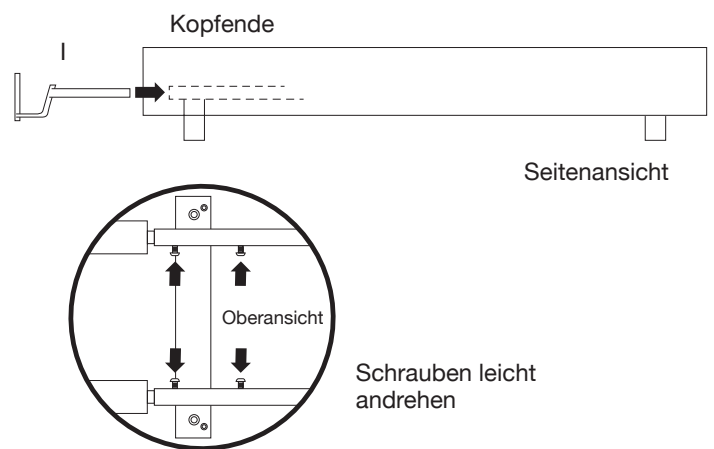 Kopfende
I
Seitenansicht
Oberansicht
Schrauben leicht
andrehen